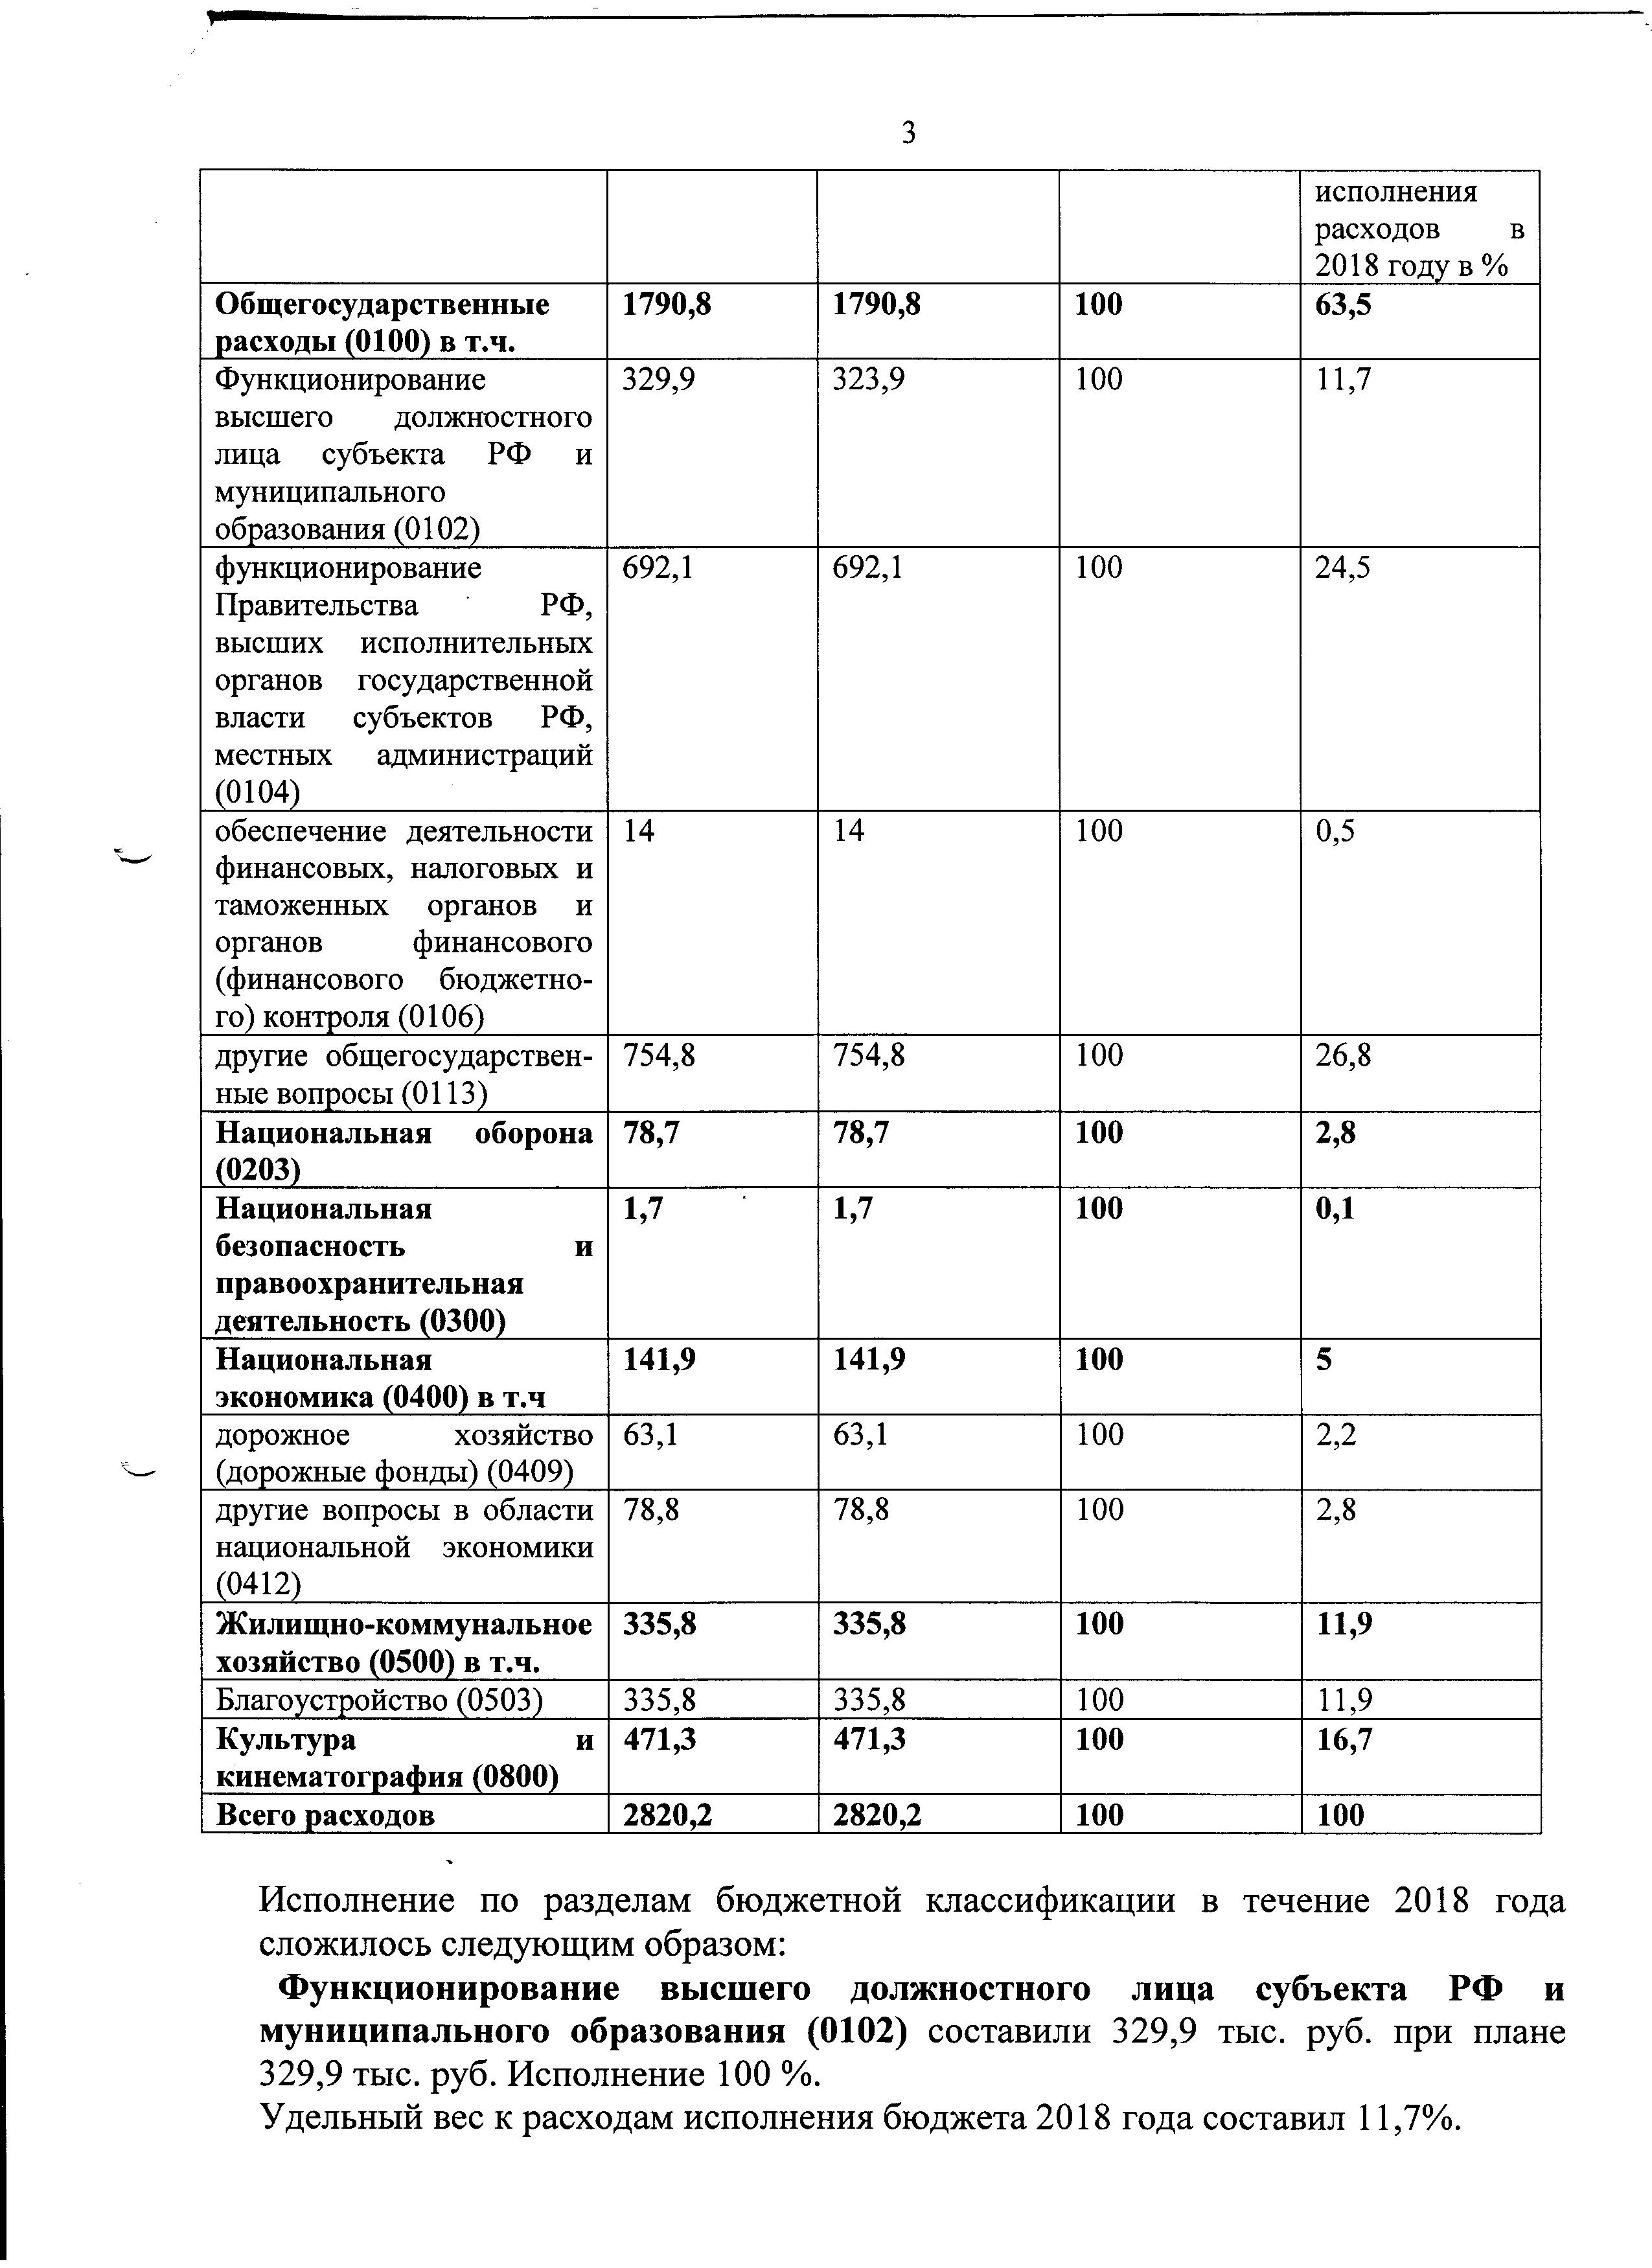 3
исполнения
расходов в
2018 году в %
Общегосударственные 1790,8 1790,8 100 63,5
расходы (0100) в т.ч.
Функционирование 329,9 323,9 100 11,7
высшего должностного
лица субъекта РФ и
муниципального
образования (0102)
функционирование 692,1 692,1 100 24,5
Правительства РФ,
высших исполнительных
органов государственной
власти субъектов РФ,
местных администраций
(0104)
обеспечение деятельности 14 14 100 0,5
финансовых, налоговых и
таможенных органов и
органов финансового
(финансового бюджетно-
го) контроля (0106)
другие общегосударствен- 754,8 754,8 100 26,8
ные вопросы (0113)
Национальная оборона 78,7 78,7 100 2,8
(0203)
Национальная 1,7 1,7 100 0,1
безопасность и
правоохранительная
деятельность (0300)
Национальная 141,9 141,9 100 5
экономика (0400) в т.ч
дорожное хозяйство 63,1 63,1 100 2,2
(дорожные фонды) (0409)
другие вопросы в области 78,8 78,8 100 2,8
национальной экономики
(0412)
Жилищно-коммунальное 335,8 335,8 100 11,9
хозяйство (0500) в т.ч.
Благоустройство (0503) 335,8 335,8 100 11,9
Культура и 471,3 471,3 100 16,7
кинематография (0800)
Всего расходов 2820,2 2820,2 100 100
Исполнение по разделам бюджетной классификации в течение 2018 года
сложилось следующим образом:
Функционирование высшего должностного лица субъекта РФ и
муниципального образования (0102) составили 329,9 тыс. руб. при плане
329,9 тыс. руб. Исполнение 100 %.
Удельный вес к расходам исполнения бюджета 2018 года составил 11,7%.